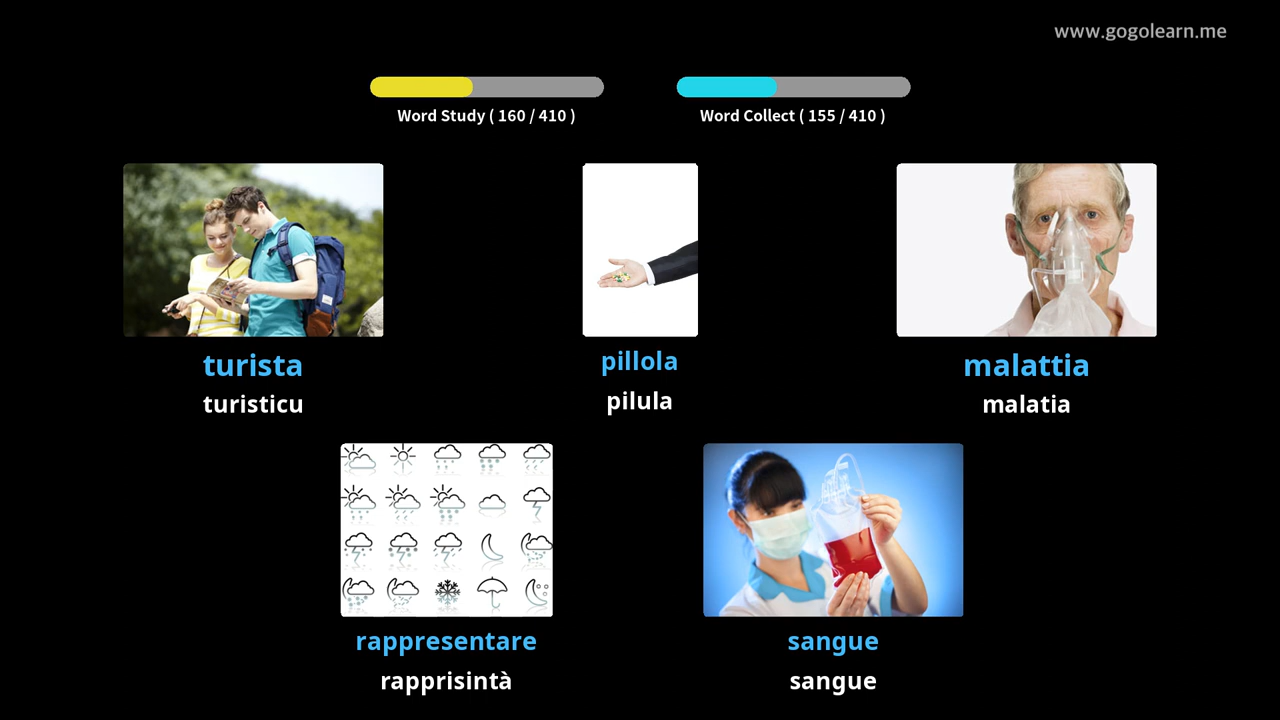 www.gogolearn.me
Word Study ( 160 / 410 )
Word Collect ( 155 / 410 )
turista
turisticu
pillola
pilula
malattia
malatia
rappresentare
rapprisintà
sangue
sangue